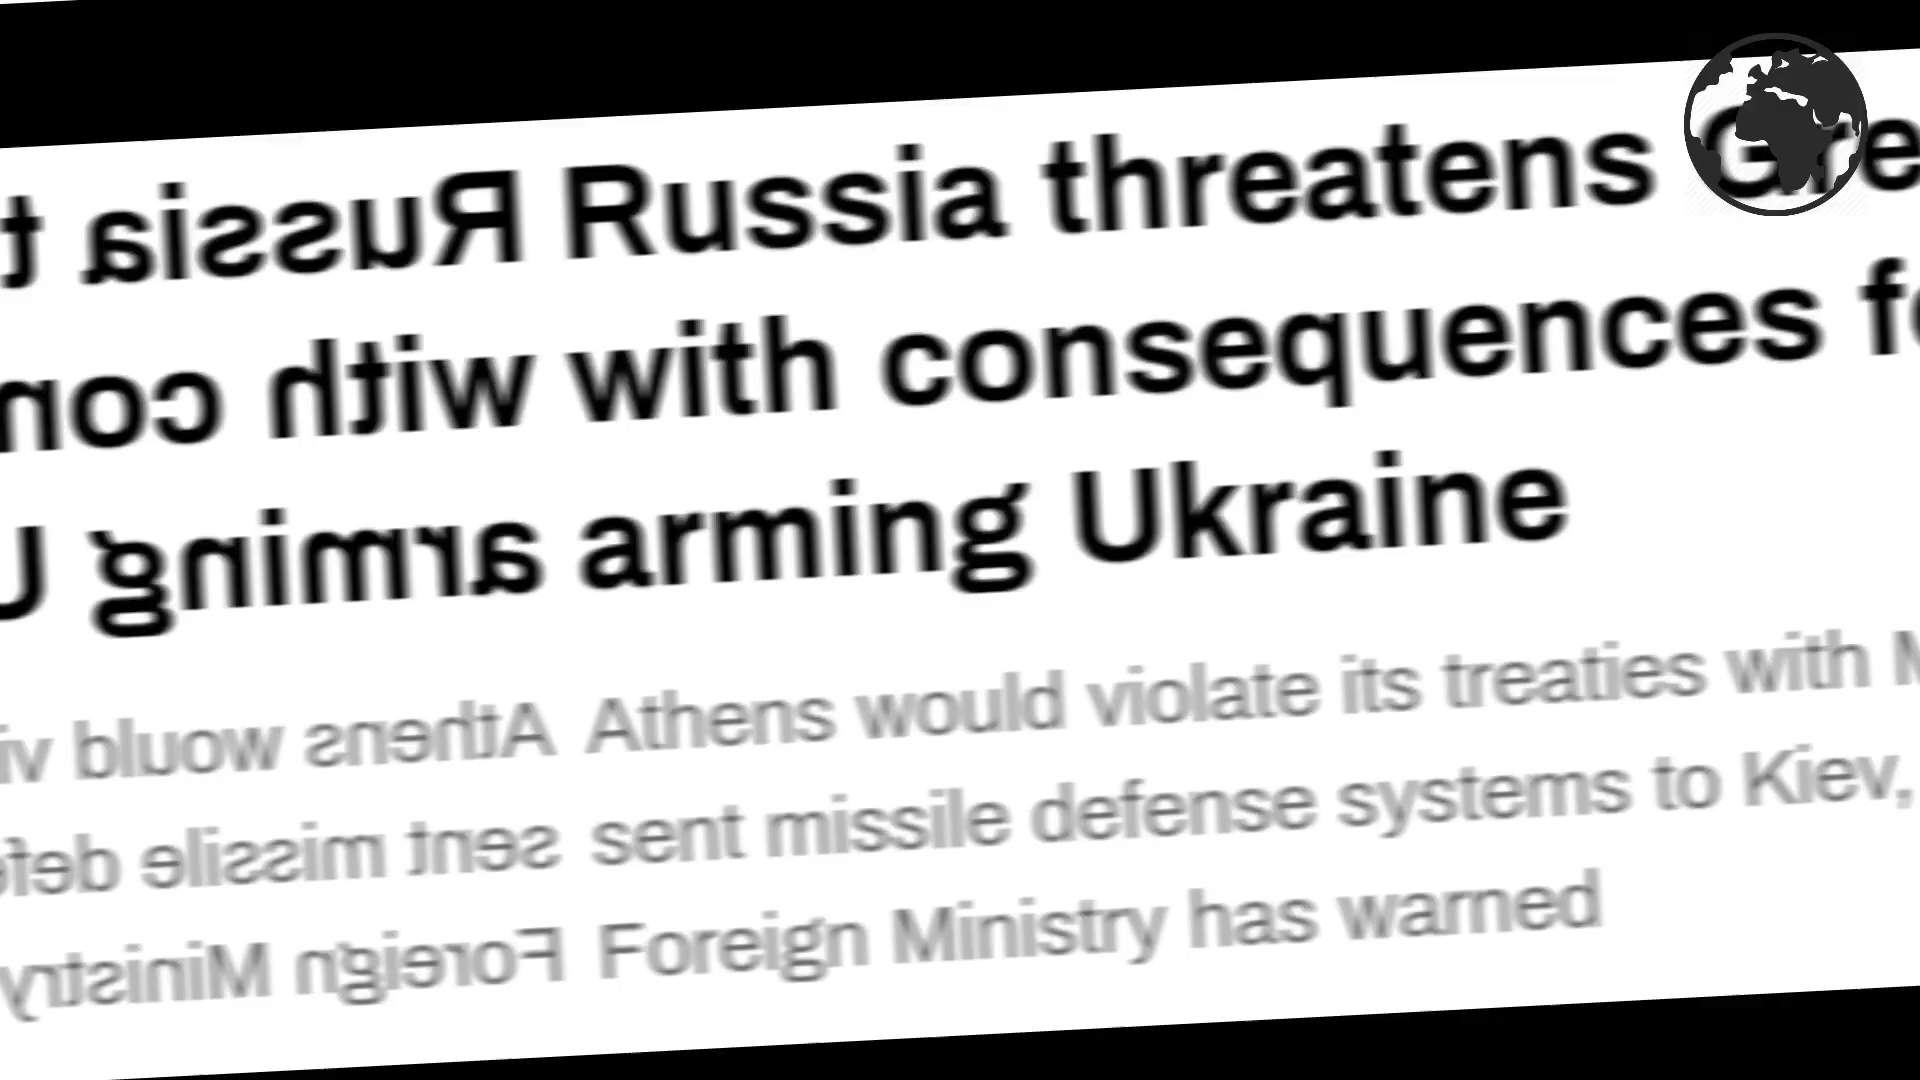 Russia threatens Gre
with consequences f
arming Ukraine
Athens would violate its treaties with M
sent missile defense systems to Kiev,
Foreign Ministry has warned